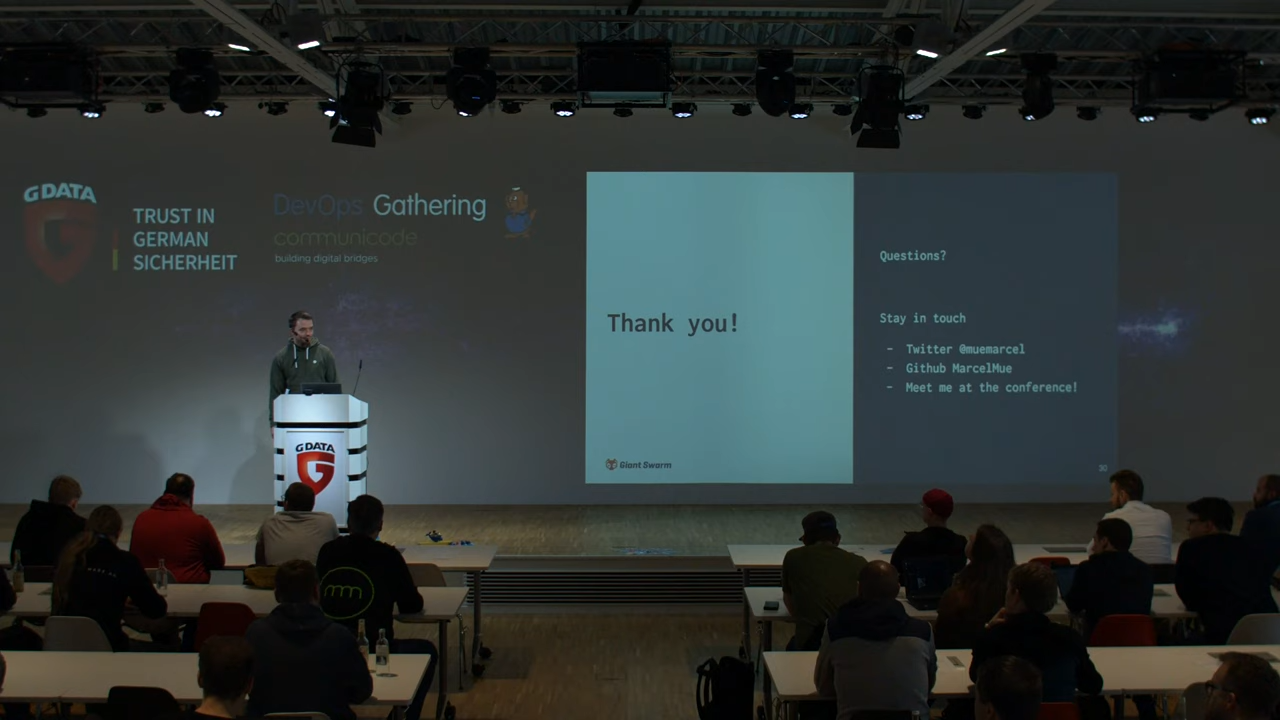 G DATA
TRUST IN
GERMAN
SICHERHEIT
DevOps Gathering
communicode
building digital bridges
Thank you!
Giant Swarm
Questions?
Stay in touch
- Twitter @muemarcel
- Github MarcelMue
- Meet me at the conference!
30
G DATA
G